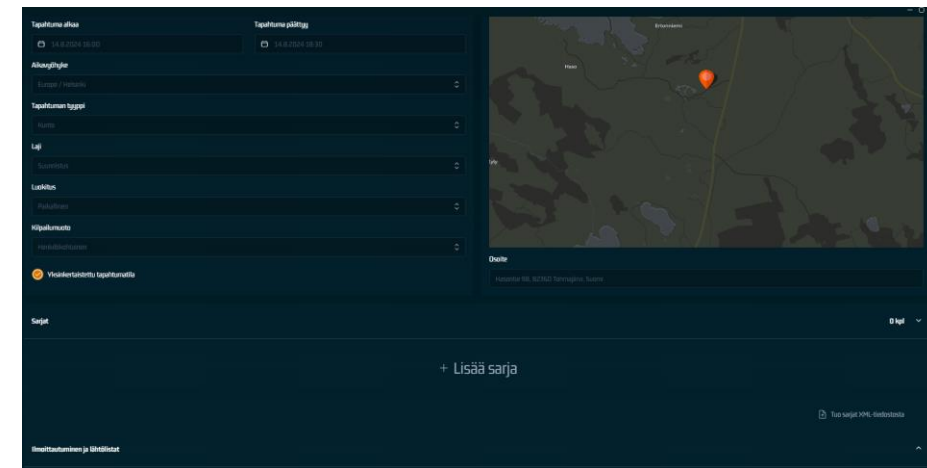 Tapahtuma alkaa
Tapahtuma päättyy
14.8.2024 16:00
14.8.2024 18:30
Aikavyöhyke
Europe / Helsinki
Tapahtuman tyyppi
Kunto
Laji
Suunnistus
Luokitus
Paikallinen
Kilpailumuoto
Henkilökohtainen
Yksinkertaistettu tapahtumatila
Haso
Osoite
Sarjat
0 kpl
+ Lisää sarja
Tuo sarjat XML-tiedostosta
Ilmoittautuminen ja lähtölistat